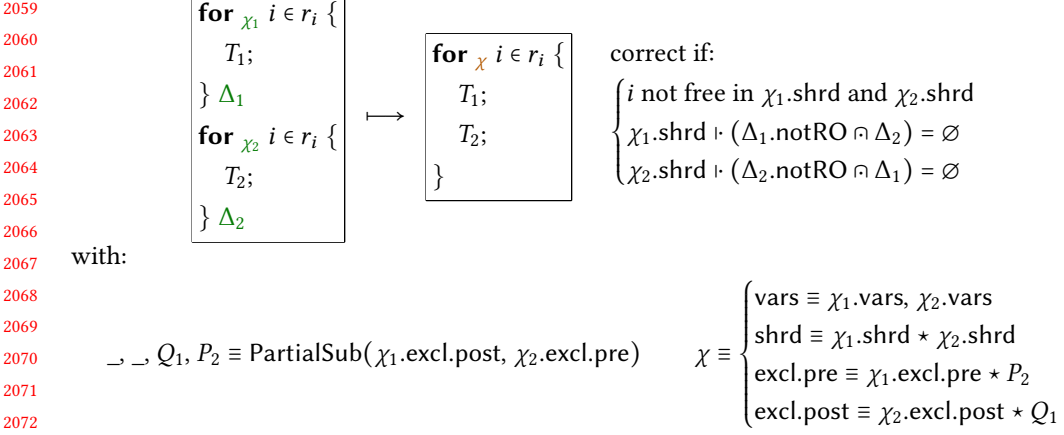 2059
2060
2061
2062
2063
2064
2065
2066
2067
2068
2069
2070
2071
2072
for χ₁ i ∈ rᵢ {
T₁;
} Δ₁
for χ₂ i ∈ rᵢ {
T₂;
} Δ₂
⟼
for χ i ∈ rᵢ {
T₁;
T₂;
}
correct if:
i not free in χ₁.shrd and χ₂.shrd
χ₁.shrd ⊦ (Δ₁.notRO ⩀ Δ₂) = ∅
χ₂.shrd ⊦ (Δ₂.notRO ⩀ Δ₁) = ∅
with:
_, _, Q₁, P₂ ≡ PartialSub(χ₁.excl.post, χ₂.excl.pre)
χ ≡
vars ≡ χ₁.vars, χ₂.vars
shrd ≡ χ₁.shrd ⋆ χ₂.shrd
excl.pre ≡ χ₁.excl.pre ⋆ P₂
excl.post ≡ χ₂.excl.post ⋆ Q₁